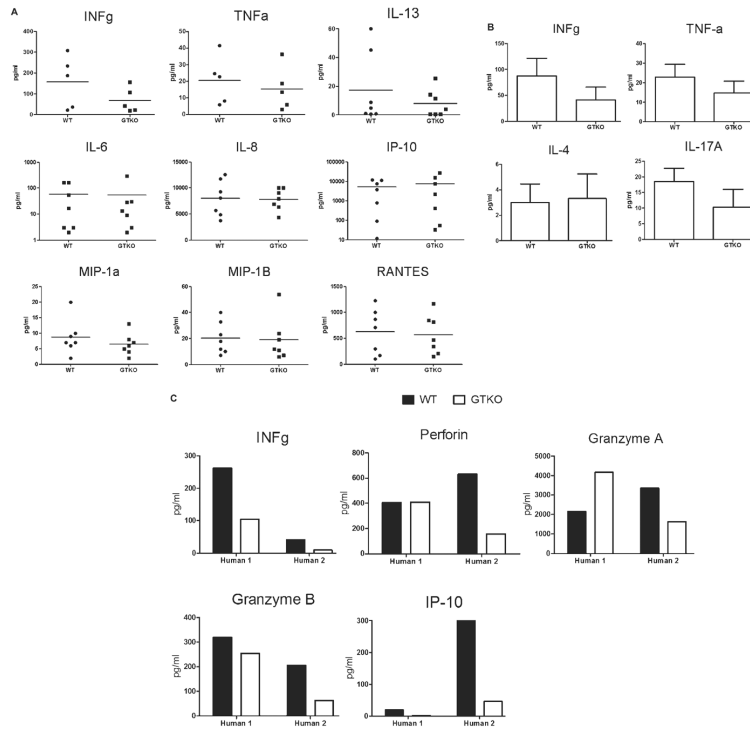 A
INFg
pg/ml
400
300
200
100
0
WT
GTKO
TNFa
pg/ml
50
40
30
20
10
0
WT
GTKO
IL-13
pg/ml
60
40
20
0
WT
GTKO
B
INFg
pg/ml
150
100
50
0
WT
GTKO
TNF-a
pg/ml
40
30
20
10
0
WT
GTKO
IL-6
pg/ml
1000
100
10
1
WT
GTKO
IL-8
pg/ml
15000
10000
5000
0
WT
GTKO
IP-10
pg/ml
100000
10000
1000
100
10
WT
GTKO
IL-4
pg/ml
6
4
2
0
WT
GTKO
IL-17A
pg/ml
30
20
10
0
WT
GTKO
MIP-1a
pg/ml
25
20
15
10
5
0
WT
GTKO
MIP-1B
pg/ml
60
40
20
0
WT
GTKO
RANTES
pg/ml
1500
1000
500
0
WT
GTKO
C
WT GTKO
INFg
pg/ml
300
200
100
0
Human 1 Human 2
Perforin
pg/ml
800
600
400
200
0
Human 1 Human 2
Granzyme A
pg/ml
5000
4000
3000
2000
1000
0
Human 1 Human 2
Granzyme B
pg/ml
400
300
200
100
0
Human 1 Human 2
IP-10
pg/ml
300
200
100
0
Human 1 Human 2